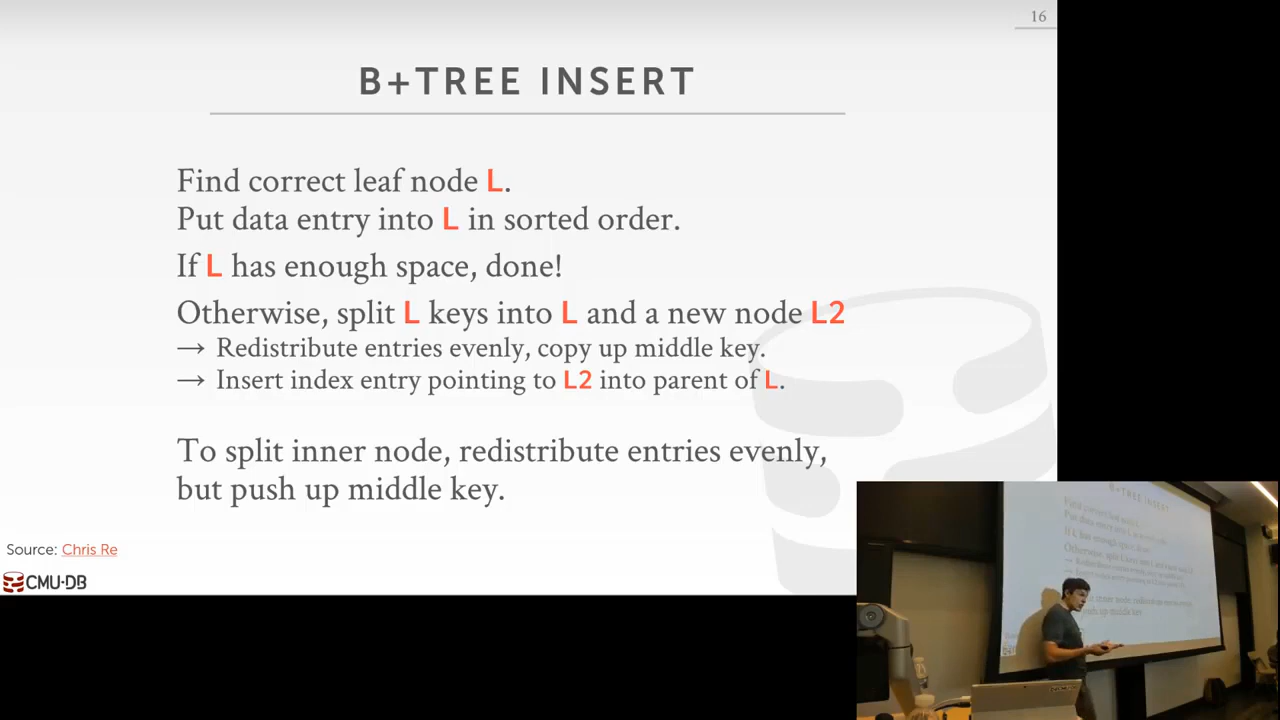 16
B+TREE INSERT
Find correct leaf node L.
Put data entry into L in sorted order.
If L has enough space, done!
Otherwise, split L keys into L and a new node L2
→ Redistribute entries evenly, copy up middle key.
→ Insert index entry pointing to L2 into parent of L.
To split inner node, redistribute entries evenly,
but push up middle key.
Source: Chris Re
CMU·DB
B+TREE INSERT